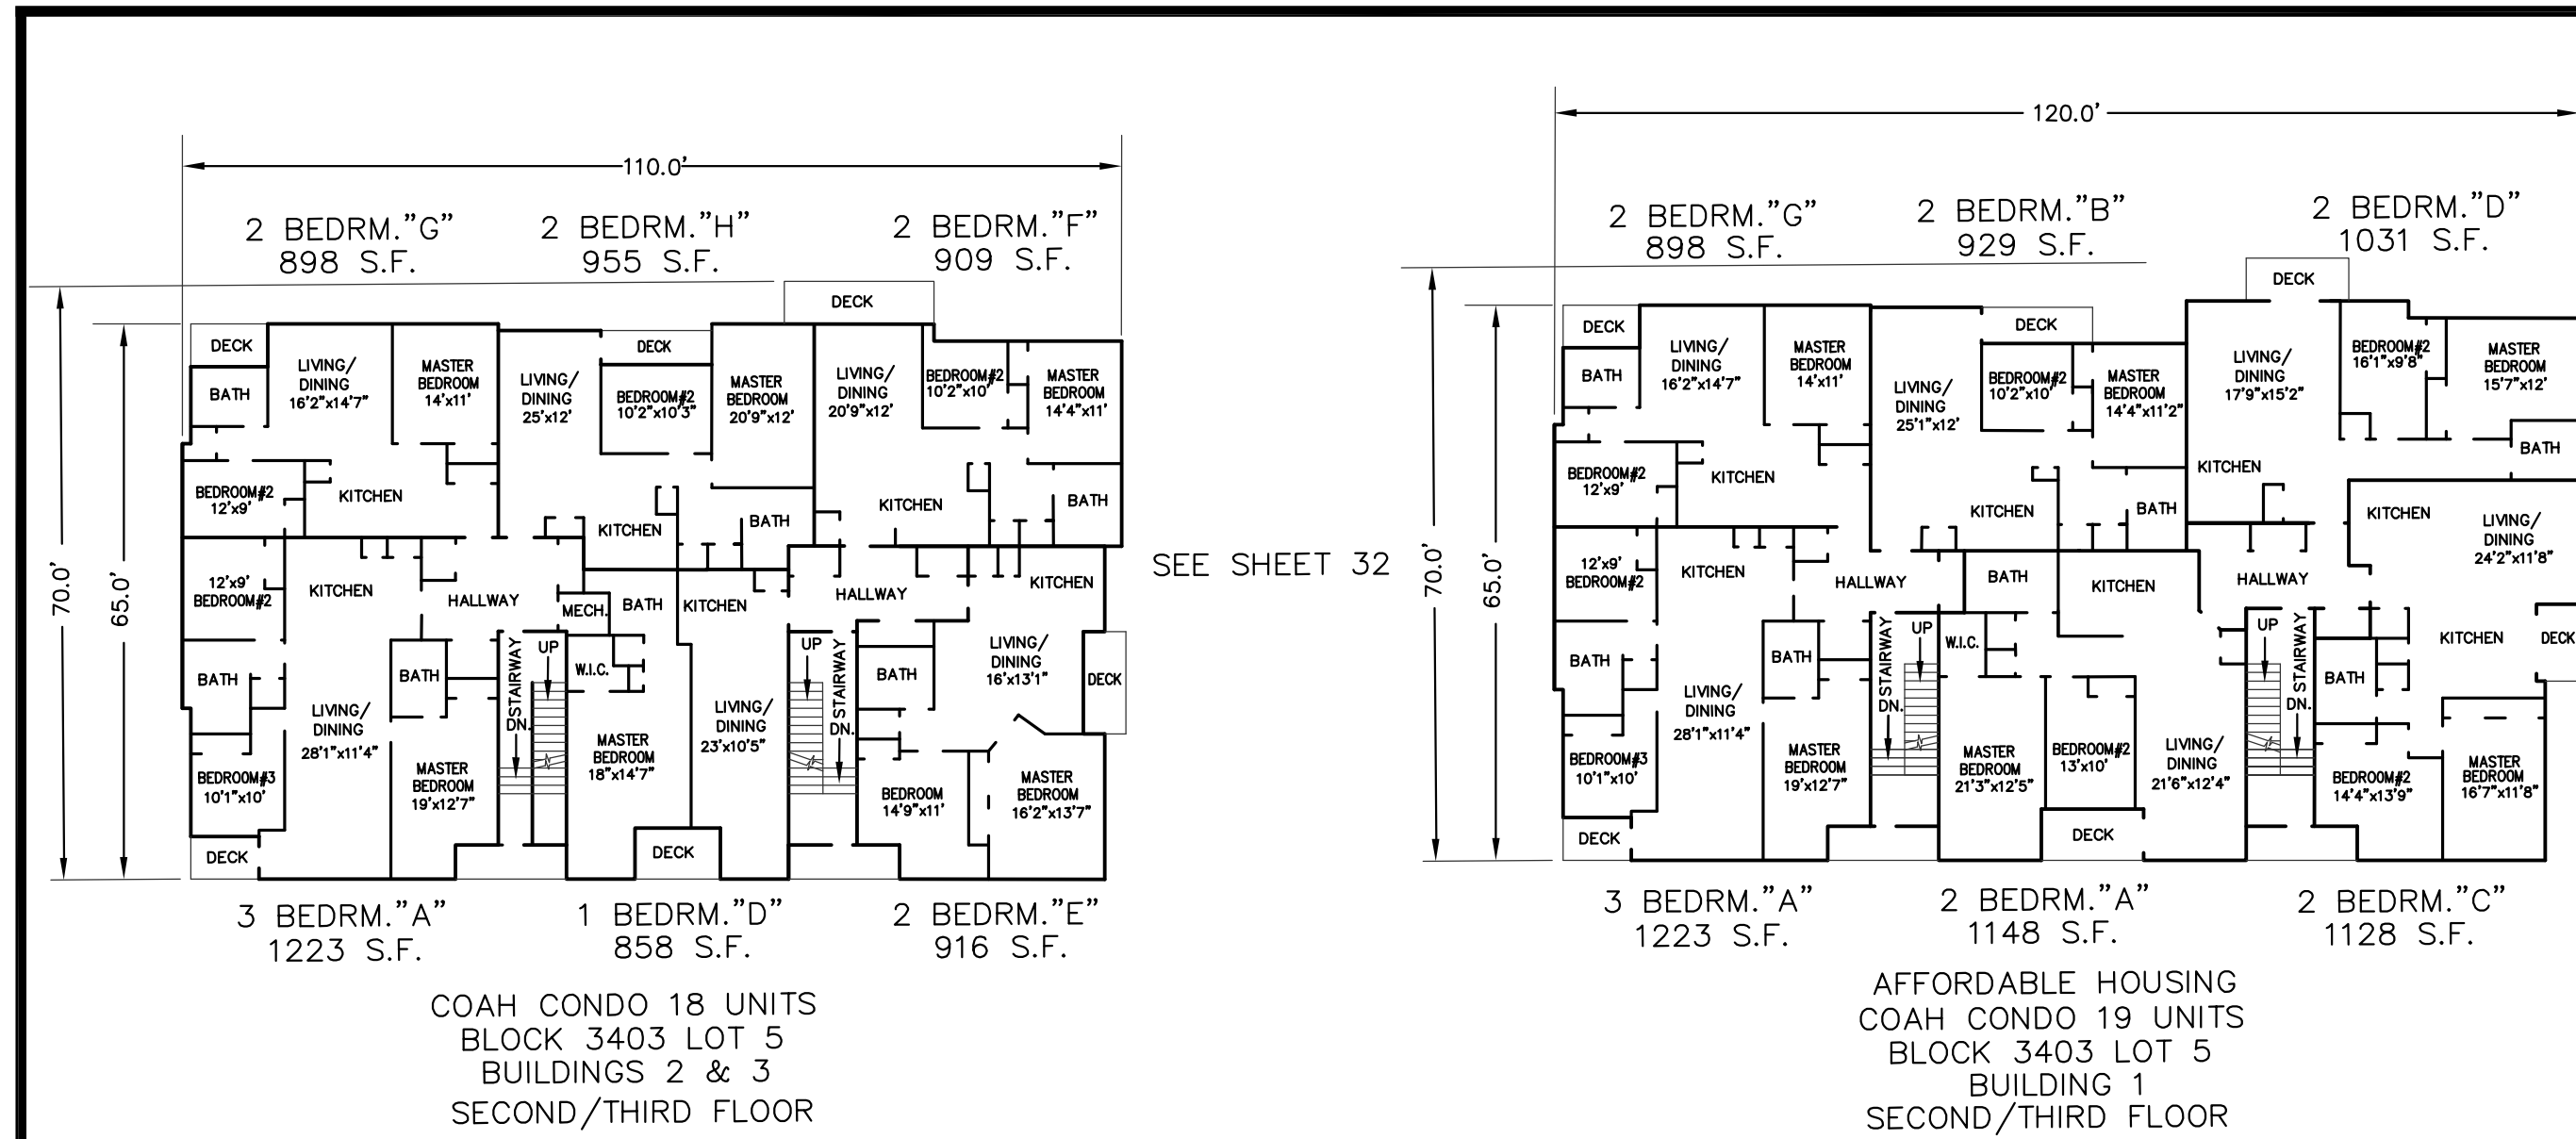 110.0'
2 BEDRM."G"
898 S.F.
2 BEDRM."H"
955 S.F.
2 BEDRM."F"
909 S.F.
70.0'
65.0'
DECK
DECK
DECK
BATH
LIVING/
DINING
16'2"x14'7"
MASTER
BEDROOM
14'x11'
LIVING/
DINING
25'x12'
BEDROOM#2
10'2"x10'3"
MASTER
BEDROOM
20'9"x12'
LIVING/
DINING
20'9"x12'
BEDROOM#2
10'2"x10'
MASTER
BEDROOM
14'4"x11'
BEDROOM#2
12'x9'
KITCHEN
KITCHEN
BATH
KITCHEN
BATH
12'x9'
BEDROOM#2
KITCHEN
HALLWAY
MECH.
BATH
KITCHEN
HALLWAY
KITCHEN
BATH
BATH
STAIRWAY
UP
DN.
W.I.C.
UP
STAIRWAY
DN.
BATH
LIVING/
DINING
16'x13'1"
DECK
LIVING/
DINING
28'1"x11'4"
MASTER
BEDROOM
18"x14'7"
LIVING/
DINING
23'x10'5"
BEDROOM#3
10'1"x10'
MASTER
BEDROOM
19'x12'7"
BEDROOM
14'9"x11'
MASTER
BEDROOM
16'2"x13'7"
DECK
DECK
3 BEDRM."A"
1223 S.F.
1 BEDRM."D"
858 S.F.
2 BEDRM."E"
916 S.F.
COAH CONDO 18 UNITS
BLOCK 3403 LOT 5
BUILDINGS 2 & 3
SECOND/THIRD FLOOR
SEE SHEET 32
120.0'
2 BEDRM."G"
898 S.F.
2 BEDRM."B"
929 S.F.
2 BEDRM."D"
1031 S.F.
70.0'
65.0'
DECK
DECK
DECK
BATH
LIVING/
DINING
16'2"x14'7"
MASTER
BEDROOM
14'x11'
LIVING/
DINING
25'1"x12'
BEDROOM#2
10'2"x10'
MASTER
BEDROOM
14'4"x11'2"
LIVING/
DINING
17'9"x15'2"
BEDROOM#2
16'1"x9'8"
MASTER
BEDROOM
15'7"x12'
BEDROOM#2
12'x9'
KITCHEN
KITCHEN
BATH
KITCHEN
BATH
12'x9'
BEDROOM#2
KITCHEN
HALLWAY
BATH
KITCHEN
HALLWAY
KITCHEN
LIVING/
DINING
24'2"x11'8"
BATH
BATH
STAIRWAY
UP
DN.
W.I.C.
UP
STAIRWAY
DN.
BATH
KITCHEN
DECK
LIVING/
DINING
28'1"x11'4"
BEDROOM#3
10'1"x10'
MASTER
BEDROOM
19'x12'7"
MASTER
BEDROOM
21'3"x12'5"
BEDROOM#2
13'x10'
LIVING/
DINING
21'6"x12'4"
BEDROOM#2
14'4"x13'9"
MASTER
BEDROOM
16'7"x11'8"
DECK
DECK
3 BEDRM."A"
1223 S.F.
2 BEDRM."A"
1148 S.F.
2 BEDRM."C"
1128 S.F.
AFFORDABLE HOUSING
COAH CONDO 19 UNITS
BLOCK 3403 LOT 5
BUILDING 1
SECOND/THIRD FLOOR